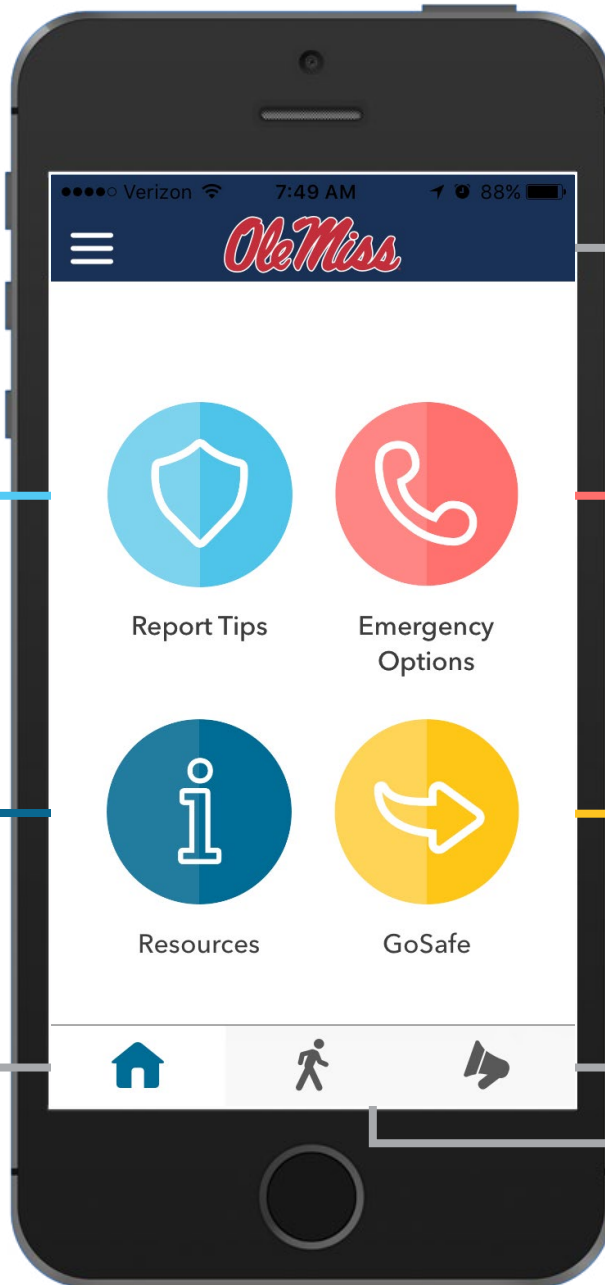 Verizon 7:49 AM 88%
Ole Miss
Report Tips
Emergency
Options
Resources
GoSafe